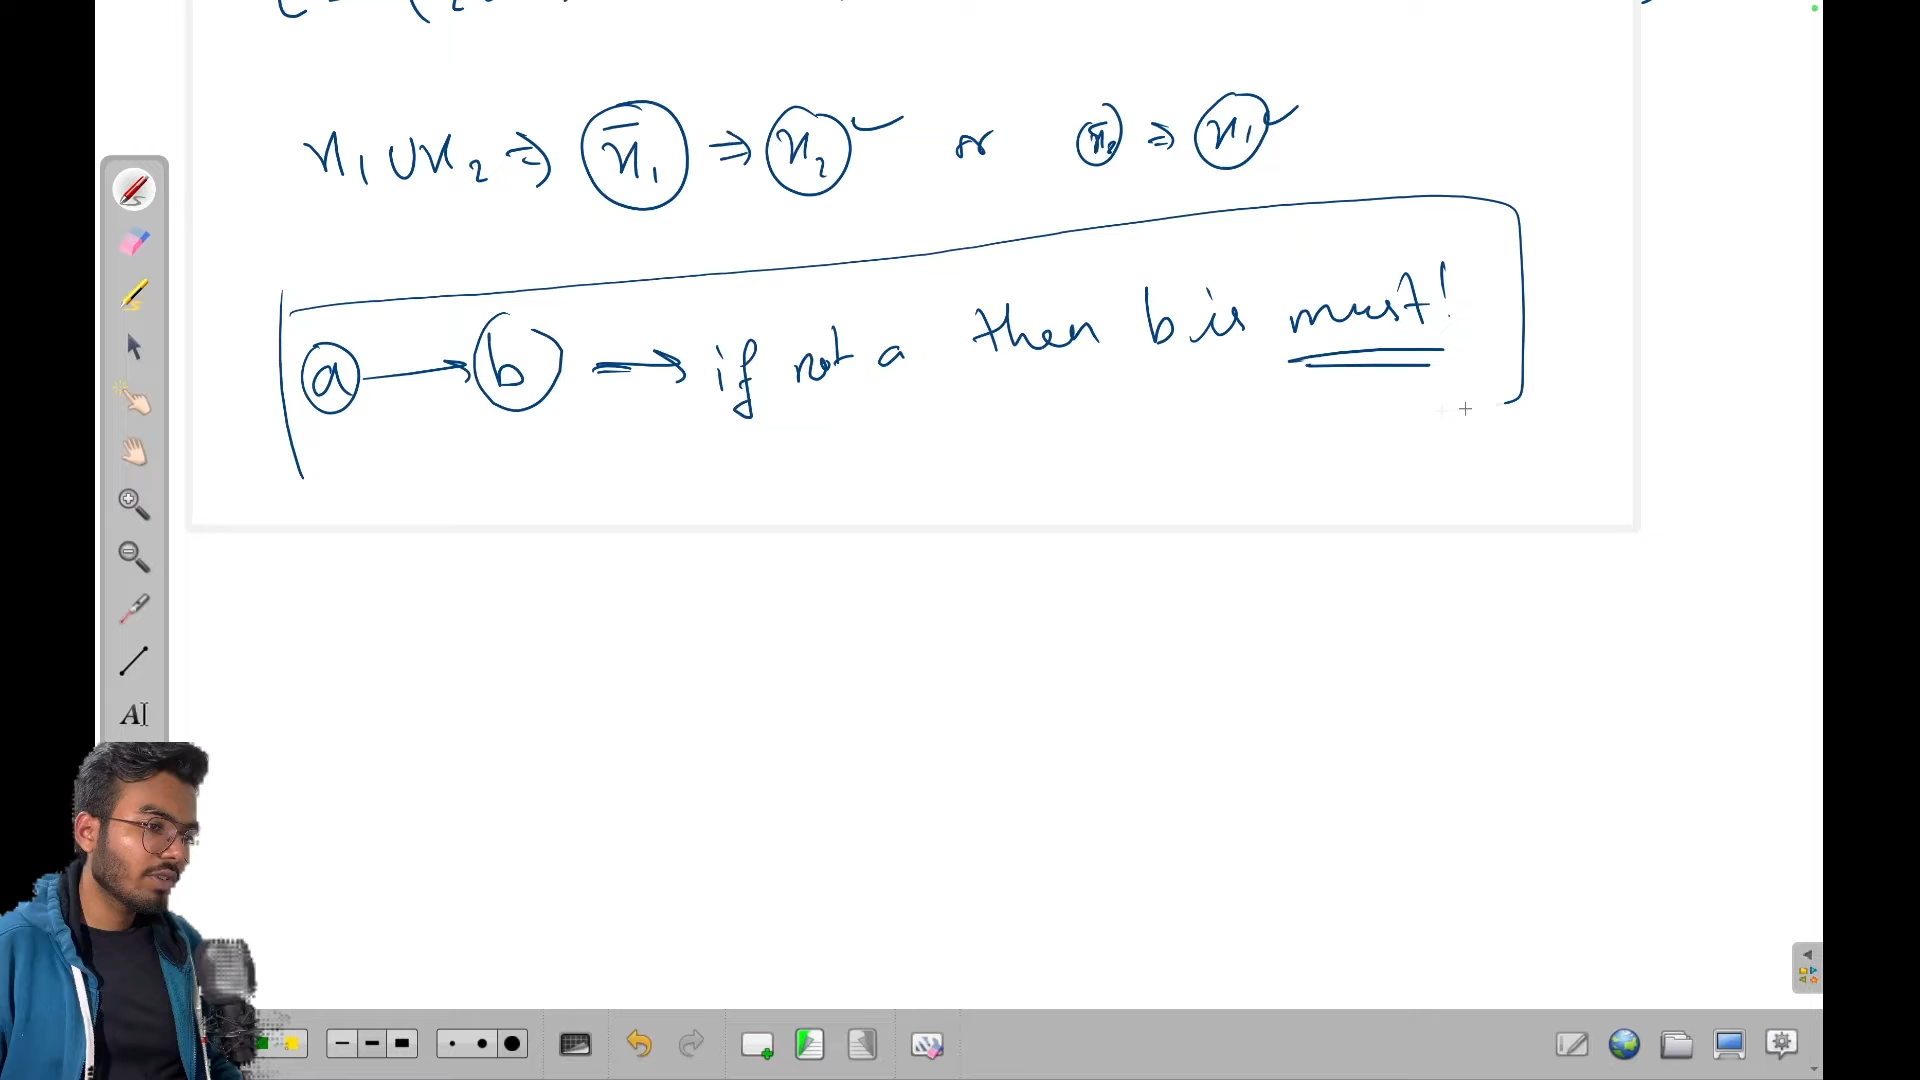 x₁ ∪ x₂ ⇒ x̄₁ ⇒ x₂ or x̄₂ ⇒ x₁
a → b ⟹ if not a then b is must!
A